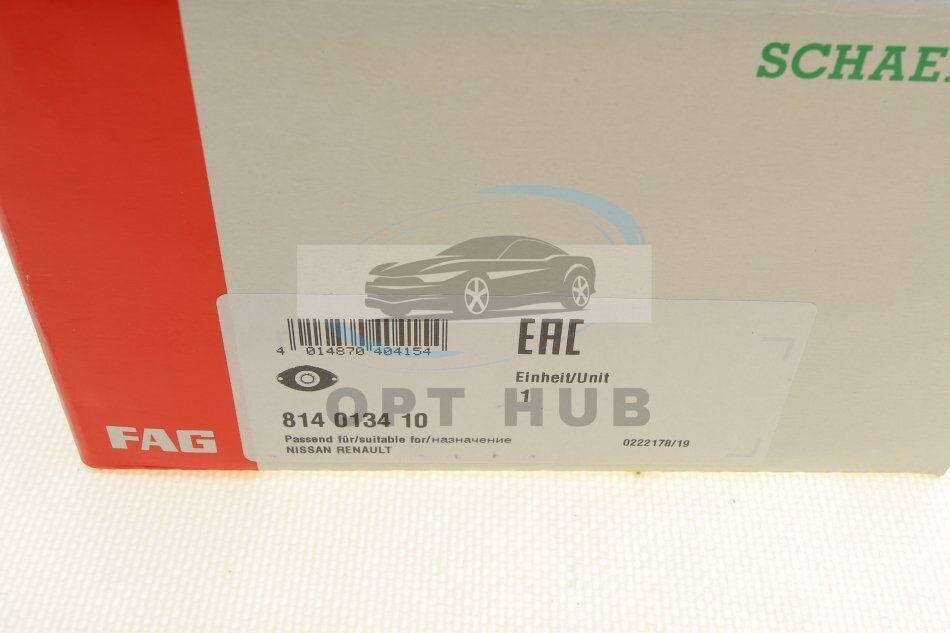 SCHAE
4 014870 404154
EAC
Einheit/Unit
1
OPT HUB
814 0134 10
Passend für/suitable for/назначение
NISSAN RENAULT
0222178/19
FAG